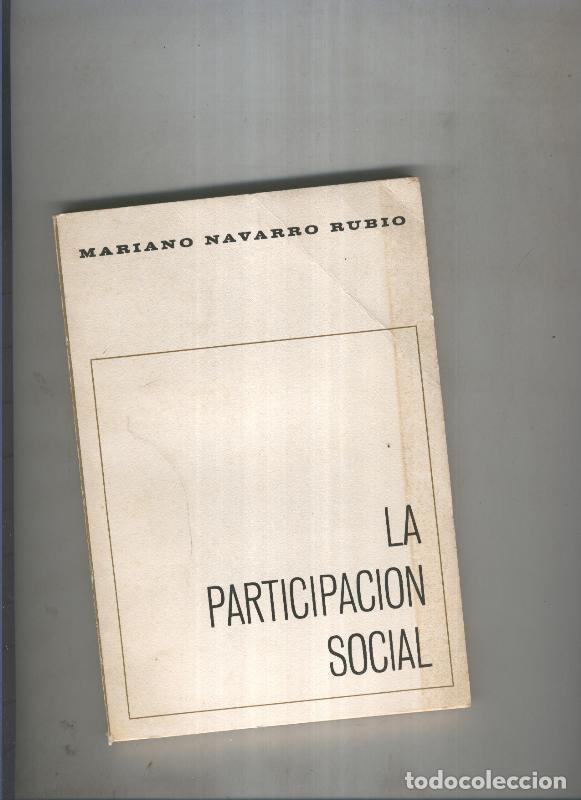 MARIANO NAVARRO RUBIO
LA
PARTICIPACION
SOCIAL
todocoleccion